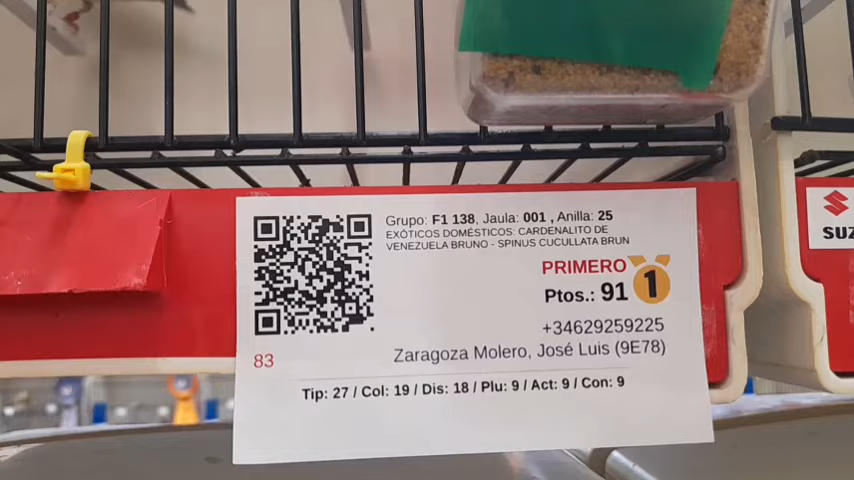 Grupo: F1 138, Jaula: 001 , Anilla: 25
EXÓTICOS DOMÉSTICOS: CARDENALITO DE
VENEZUELA BRUNO - SPINUS CUCULLATA BRUN
PRIMERO
1
Ptos.: 91
+34629259225
83
Zaragoza Molero, José Luis (9E78)
Tip: 27 / Col: 19 / Dis: 18 / Plu: 9 / Act: 9 / Con: 9
SUZ